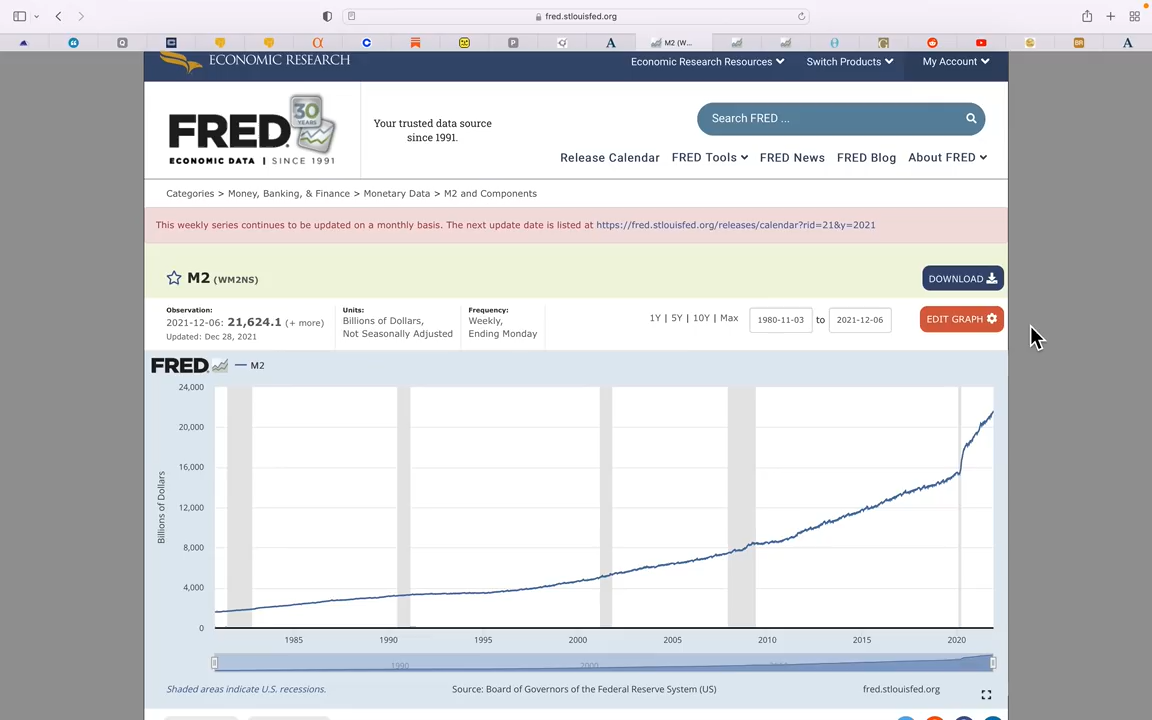 fred.stlouisfed.org
M2 (W...
ECONOMIC RESEARCH
Economic Research Resources
Switch Products
My Account
FRED
30
YEARS
ECONOMIC DATA | SINCE 1991
Your trusted data source
since 1991.
Search FRED ...
Release Calendar
FRED Tools
FRED News
FRED Blog
About FRED
Categories > Money, Banking, & Finance > Monetary Data > M2 and Components
This weekly series continues to be updated on a monthly basis. The next update date is listed at https://fred.stlouisfed.org/releases/calendar?rid=21&y=2021
M2 (WM2NS)
DOWNLOAD
Observation:
2021-12-06: 21,624.1 (+ more)
Updated: Dec 28, 2021
Units:
Billions of Dollars,
Not Seasonally Adjusted
Frequency:
Weekly,
Ending Monday
1Y | 5Y | 10Y | Max
1980-11-03 to 2021-12-06
EDIT GRAPH
FRED
M2
24,000
20,000
16,000
12,000
8,000
4,000
0
Billions of Dollars
1985
1990
1995
2000
2005
2010
2015
2020
1990
2000
Shaded areas indicate U.S. recessions.
Source: Board of Governors of the Federal Reserve System (US)
fred.stlouisfed.org